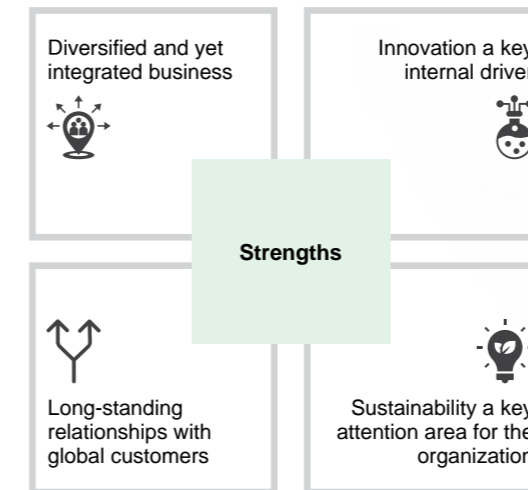 Diversified and yet
integrated business
Innovation a key
internal driver
Strengths
Long-standing
relationships with
global customers
Sustainability a key
attention area for the
organization